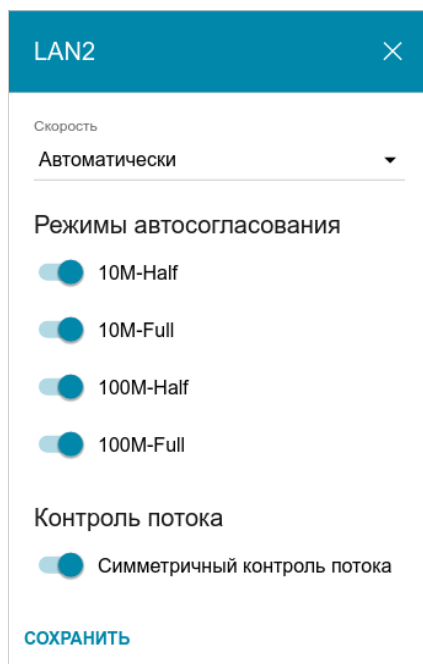 LAN2
Скорость
Автоматически
Режимы автосогласования
10M-Half
10M-Full
100M-Half
100M-Full
Контроль потока
Симметричный контроль потока
СОХРАНИТЬ